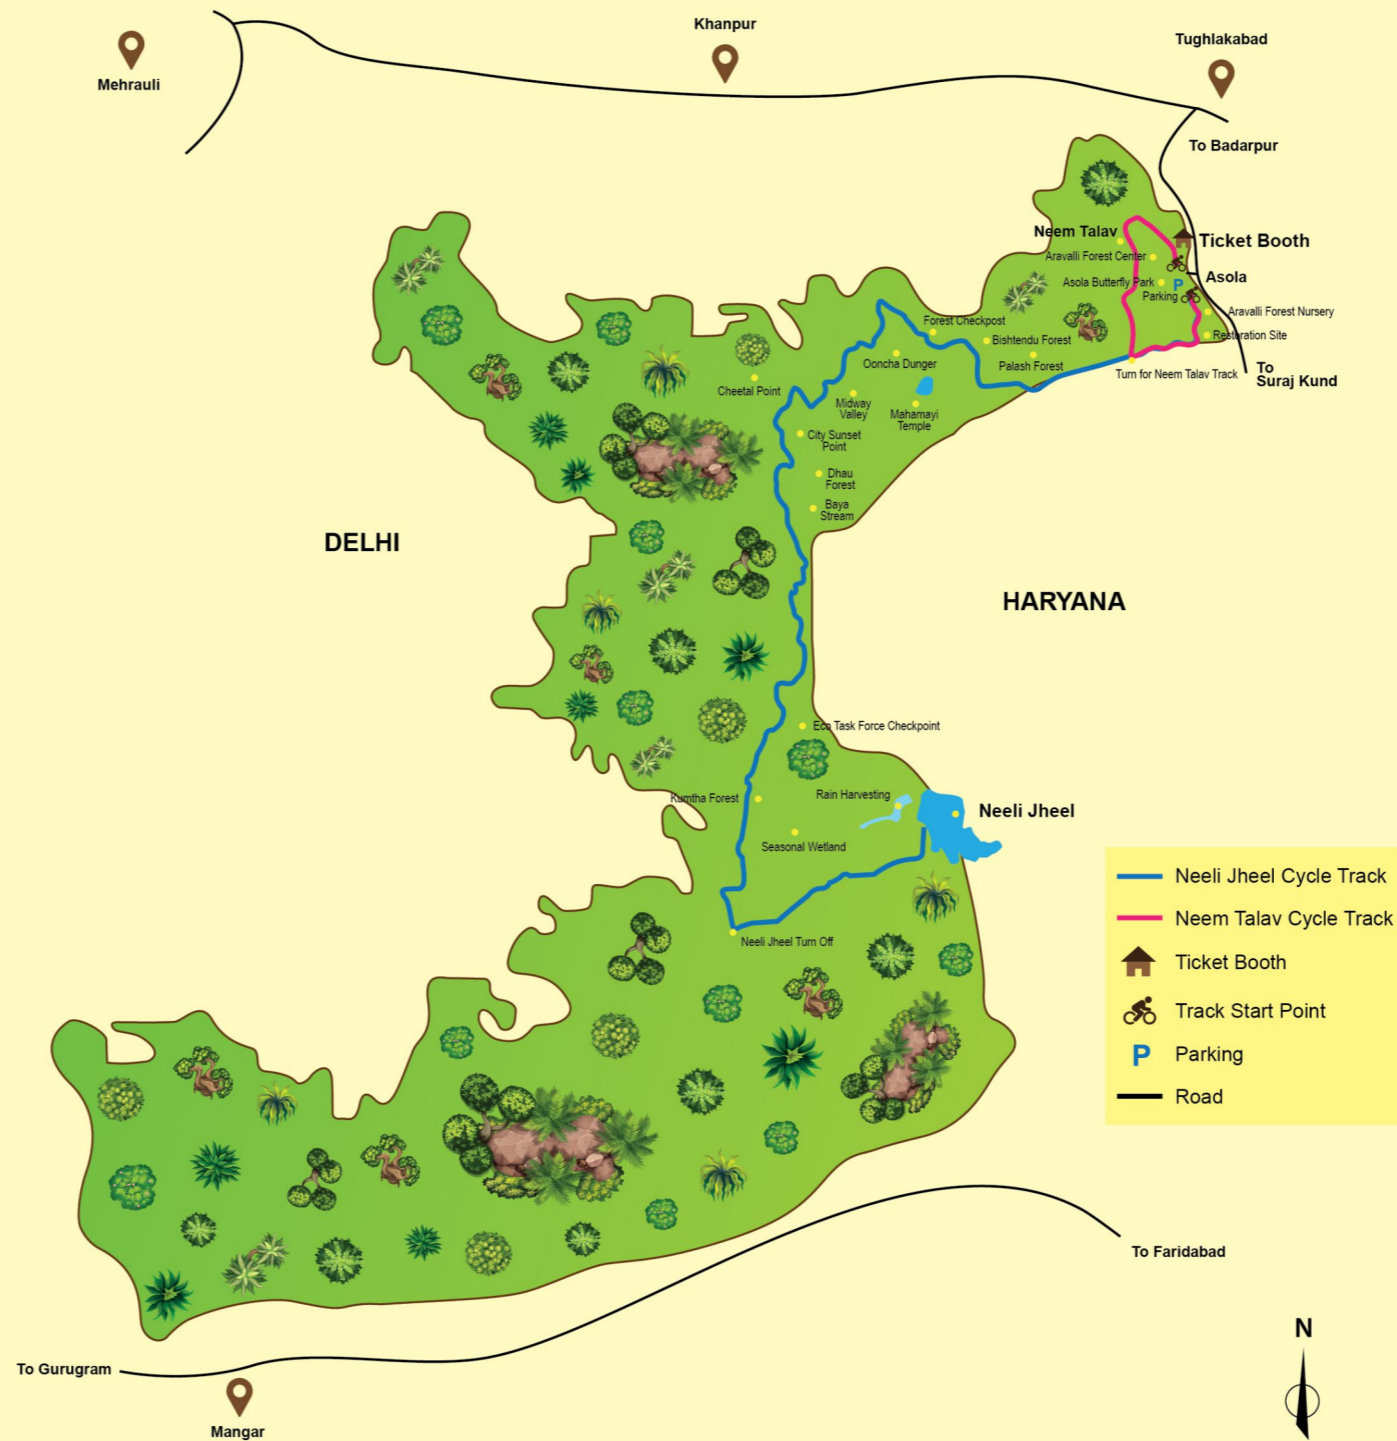 Khanpur
Tughlakabad
Mehrauli
To Badarpur
Neem Talav
Ticket Booth
Aravalli Forest Center
Asola
Asola Butterfly Park
P
Parking
Aravalli Forest Nursery
Forest Checkpost
Restoration Site
Bishtendu Forest
Ooncha Dunger
Palash Forest
Turn for Neem Talav Track
To
Suraj Kund
Cheetal Point
Midway
Valley
Mahamayi
Temple
City Sunset
Point
Dhau
Forest
Baya
Stream
DELHI
HARYANA
Eco Task Force Checkpoint
Kumtha Forest
Rain Harvesting
Neeli Jheel
Seasonal Wetland
Neeli Jheel Turn Off
Neeli Jheel Cycle Track
Neem Talav Cycle Track
Ticket Booth
Track Start Point
P Parking
Road
To Faridabad
N
To Gurugram
Mangar